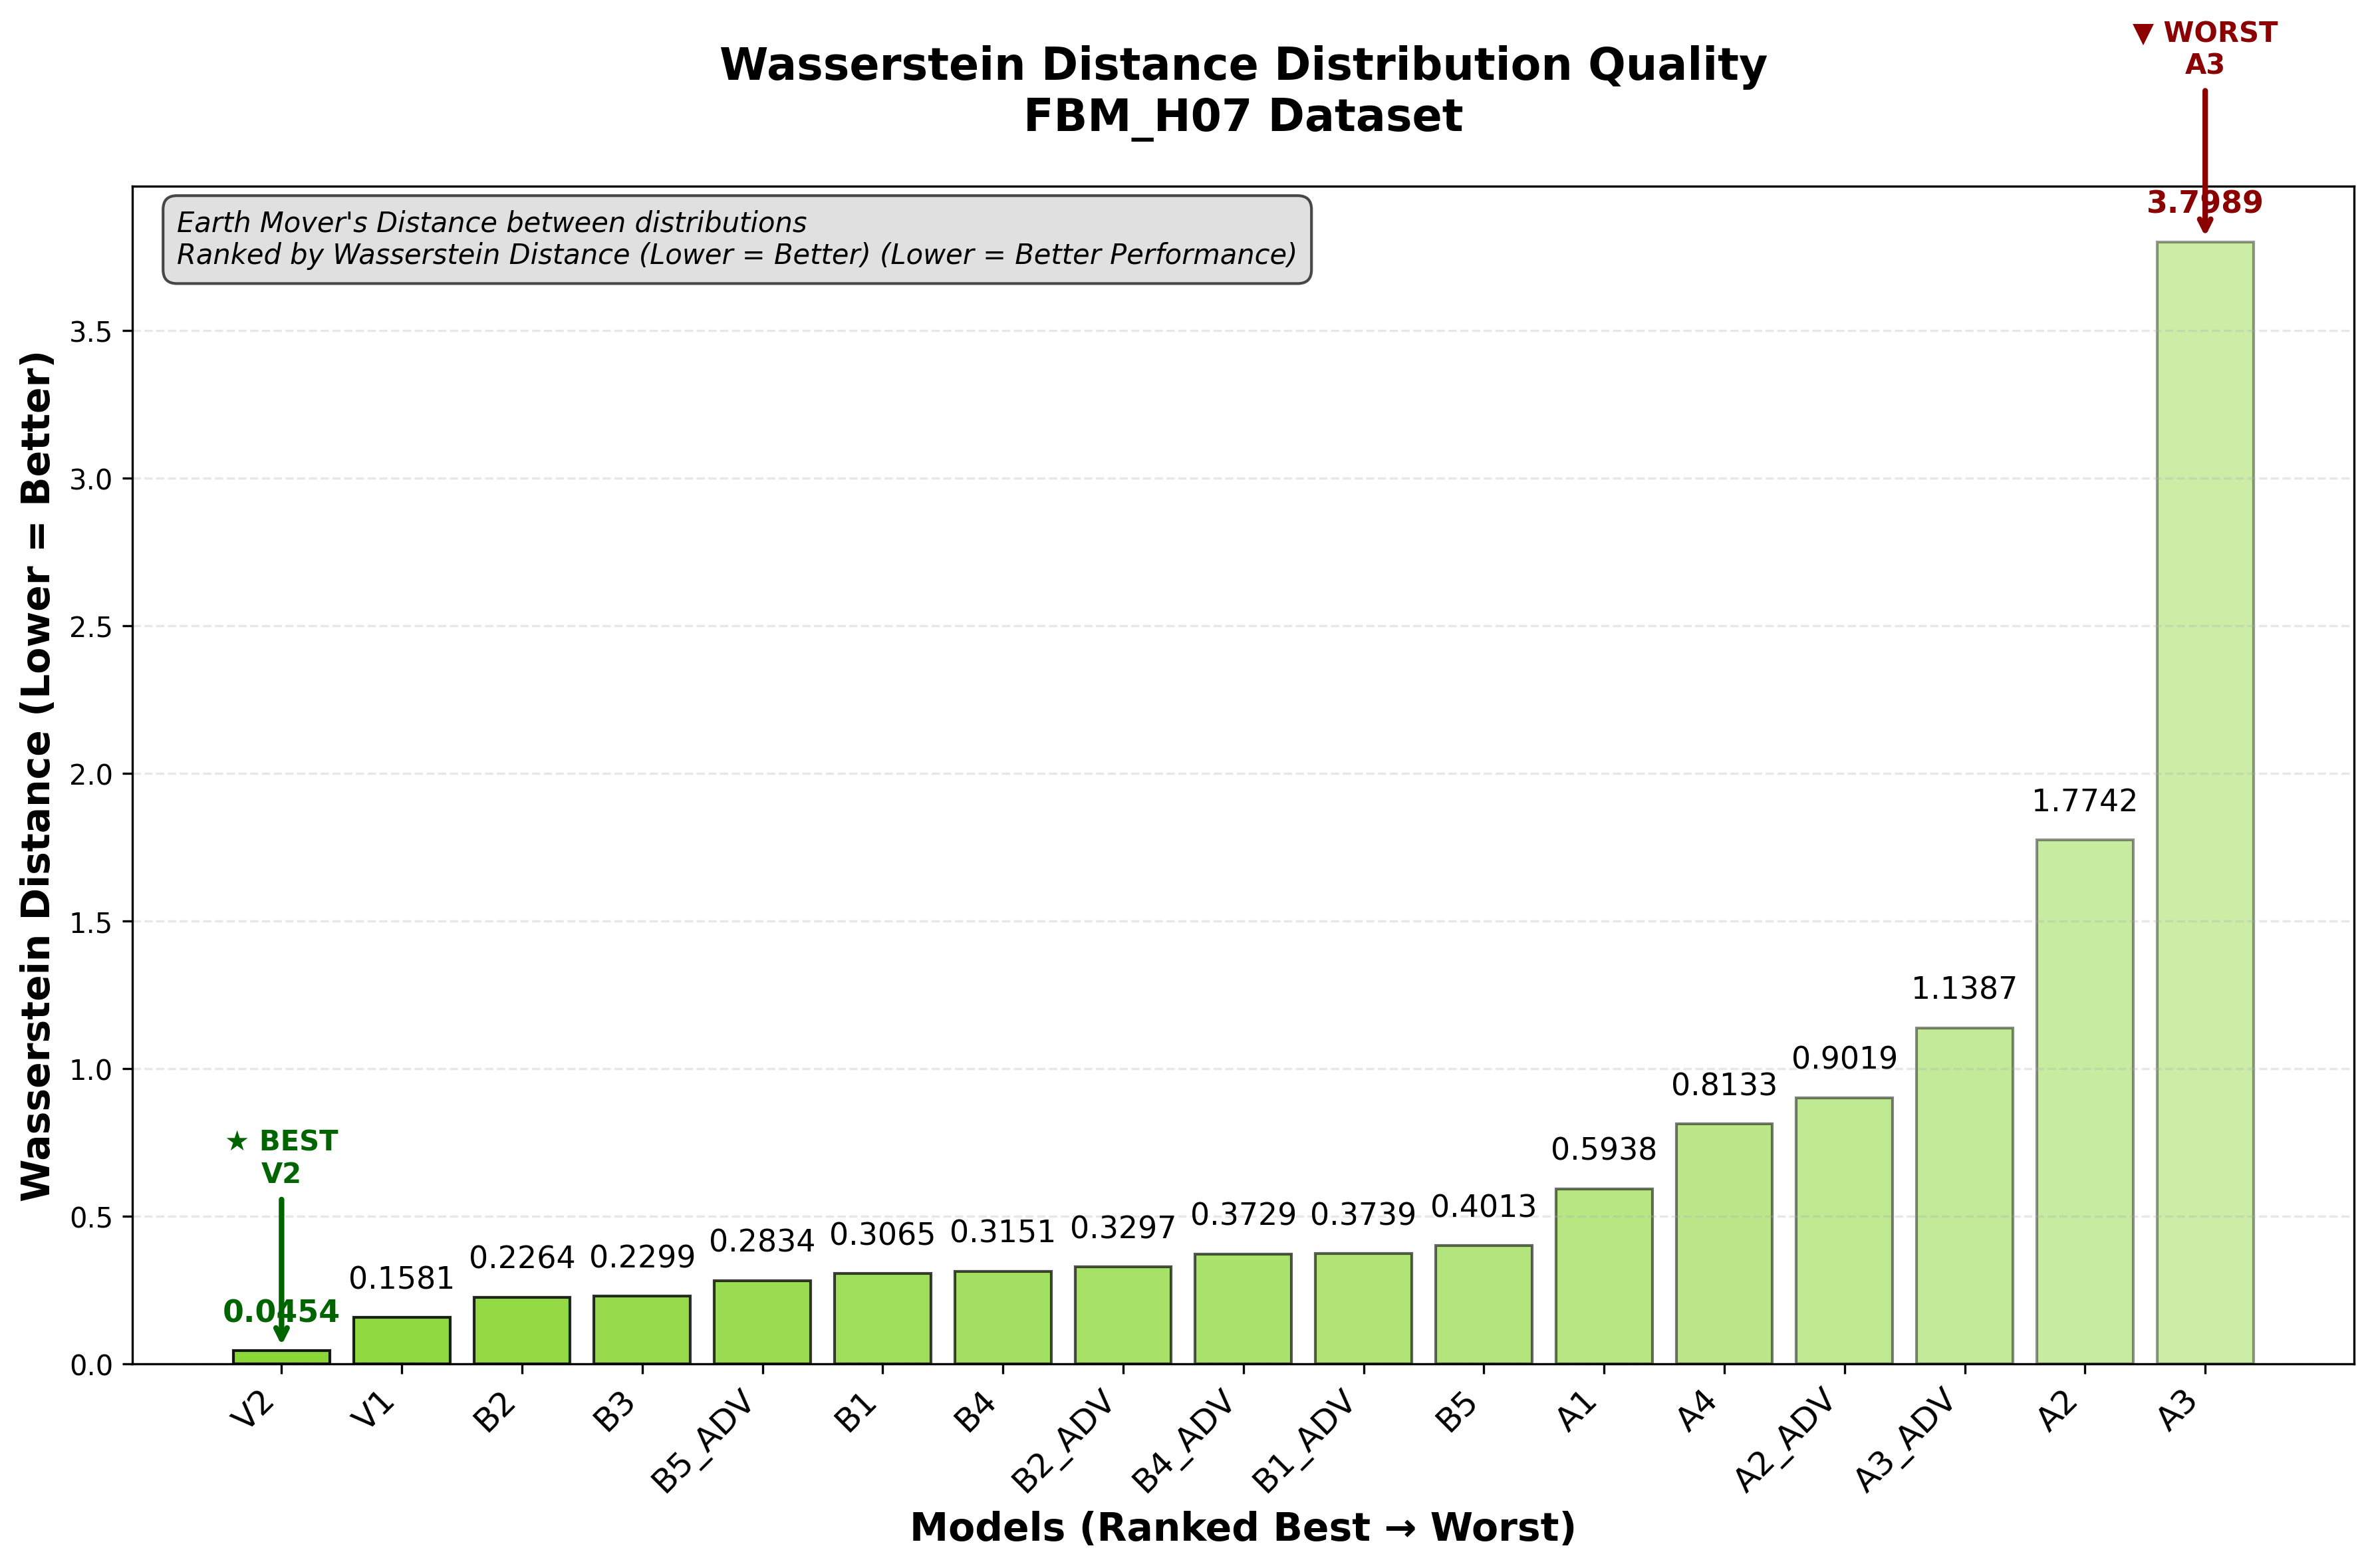 ▼ WORST
A3
Wasserstein Distance Distribution Quality
FBM_H07 Dataset
Earth Mover's Distance between distributions
Ranked by Wasserstein Distance (Lower = Better) (Lower = Better Performance)
Wasserstein Distance (Lower = Better)
3.5
3.0
2.5
2.0
1.5
1.0
0.5
0.0
★ BEST
V2
0.0454
0.1581
0.2264
0.2299
0.2834
0.3065
0.3151
0.3297
0.3729
0.3739
0.4013
0.5938
0.8133
0.9019
1.1387
1.7742
3.7989
V2
V1
B2
B3
B5_ADV
B1
B4
B2_ADV
B4_ADV
B1_ADV
B5
A1
A4
A2_ADV
A3_ADV
A2
A3
Models (Ranked Best → Worst)